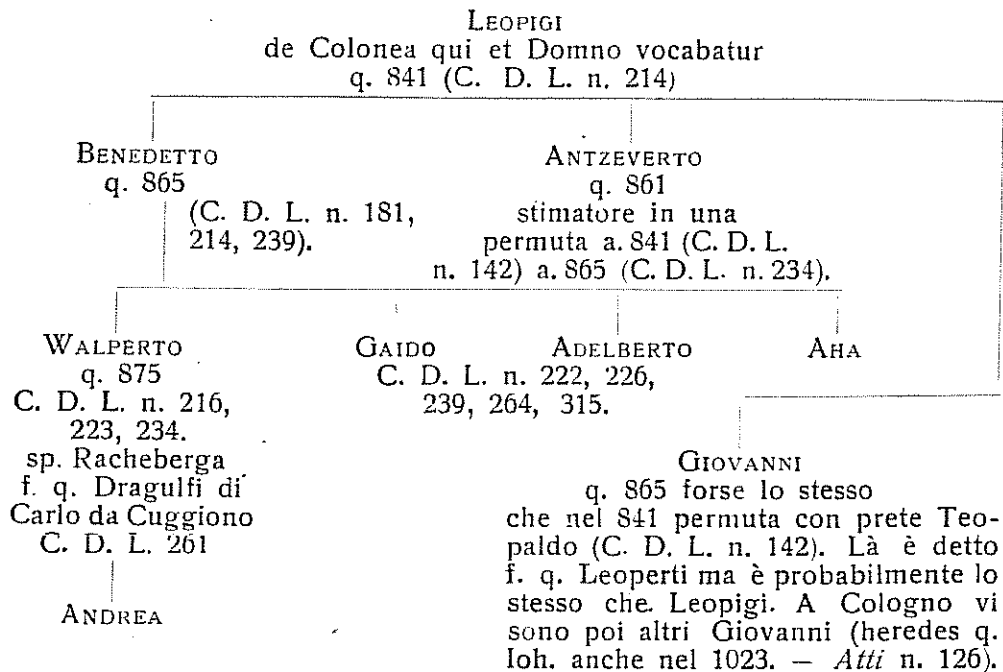 LEOPIGI
de Colonea qui et Domno vocabatur
q. 841 (C. D. L. n. 214)
BENEDETTO
q. 865
(C. D. L. n. 181,
214, 239).
ANTZEVERTO
q. 861
stimatore in una
permuta a. 841 (C. D. L.
n. 142) a. 865 (C. D. L. n. 234).
WALPERTO
q. 875
C. D. L. n. 216,
223, 234.
sp. Racheberga
f. q. Dragulfi di
Carlo da Cuggiono
C. D. L. 261
ANDREA
GAIDO ADELBERTO
C. D. L. n. 222, 226,
239, 264, 315.
AHA
GIOVANNI
q. 865 forse lo stesso
che nel 841 permuta con prete Teo-
paldo (C. D. L. n. 142). Là è detto
f. q. Leoperti ma è probabilmente lo
stesso che. Leopigi. A Cologno vi
sono poi altri Giovanni (heredes q.
Ioh. anche nel 1023. — Atti n. 126).